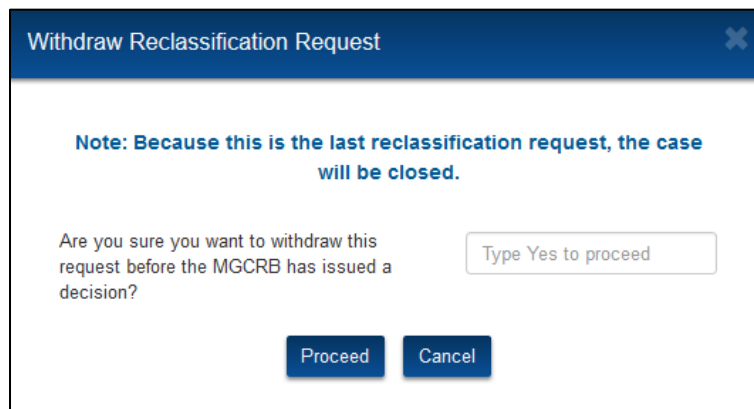 Withdraw Reclassification Request
Note: Because this is the last reclassification request, the case
will be closed.
Are you sure you want to withdraw this
request before the MGCRB has issued a
decision?
Type Yes to proceed
Proceed
Cancel